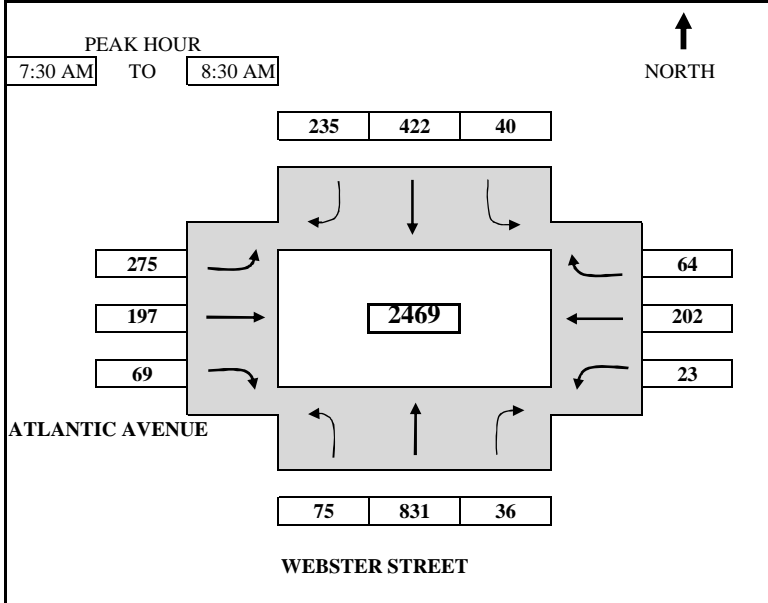 PEAK HOUR
7:30 AM TO 8:30 AM
NORTH
235 422 40
275
64
197
2469
202
69
23
ATLANTIC AVENUE
75 831 36
WEBSTER STREET